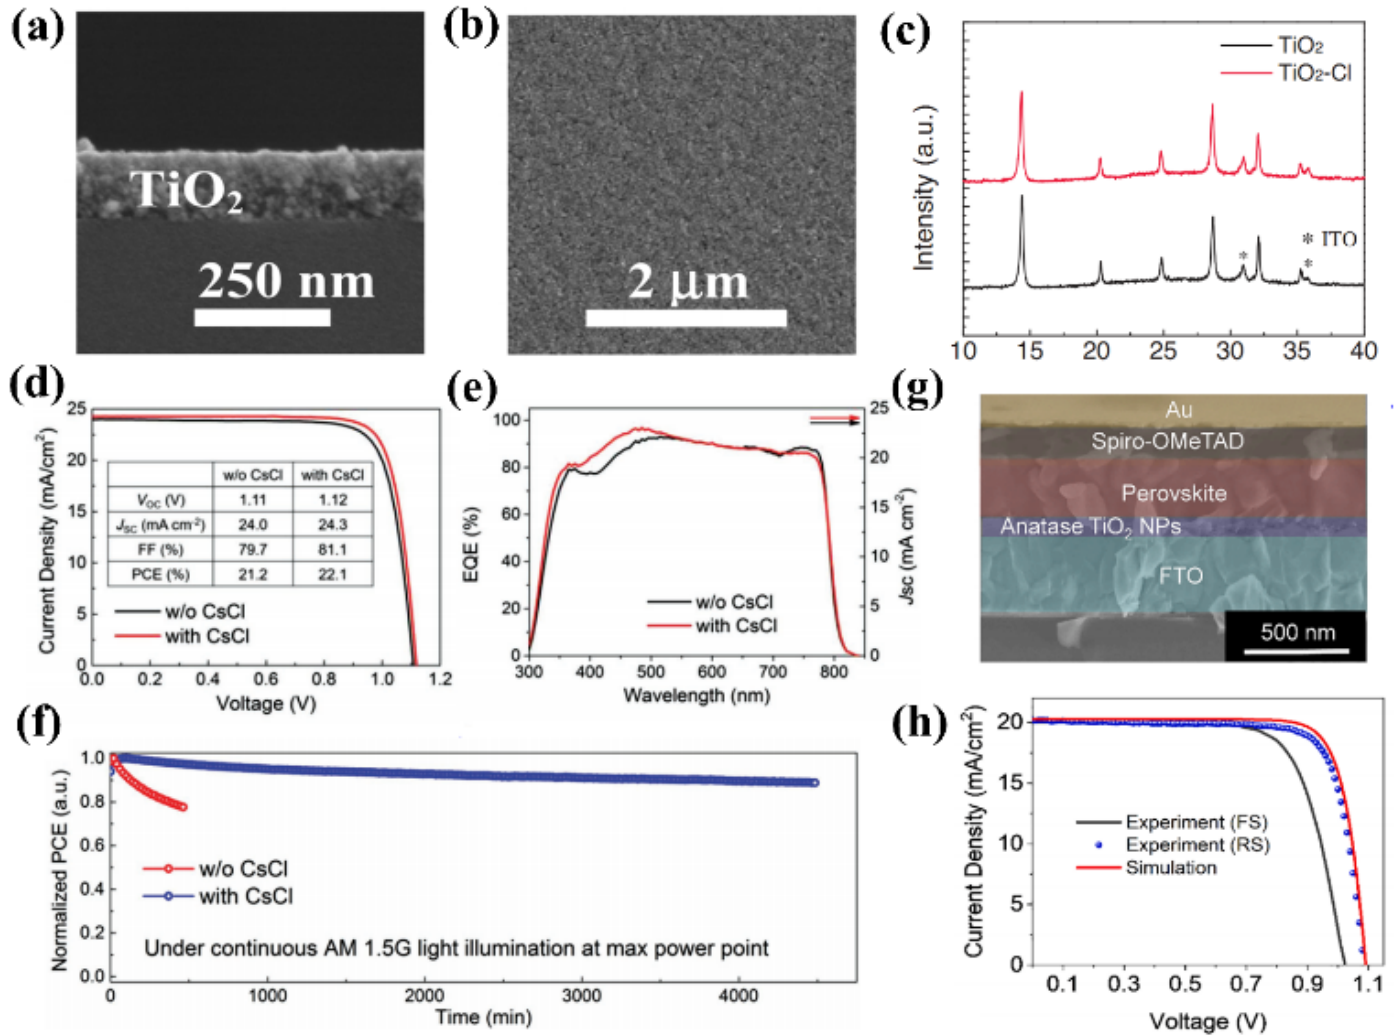 (a)
TiO2
250 nm
(b)
2 μm
(c)
TiO2
TiO2-Cl
* ITO
*
*
Intensity (a.u.)
10 15 20 25 30 35 40
(d)
25
20
15
10
5
0
Current Density (mA/cm2)
w/o CsCl with CsCl
VOC (V) 1.11 1.12
JSC (mA cm-2) 24.0 24.3
FF (%) 79.7 81.1
PCE (%) 21.2 22.1
w/o CsCl
with CsCl
0.0 0.2 0.4 0.6 0.8 1.0 1.2
Voltage (V)
(e)
100
80
60
40
20
0
EQE (%)
25
20
15
10
5
0
Jsc (mA cm-2)
w/o CsCl
with CsCl
300 400 500 600 700 800
Wavelength (nm)
(g)
Au
Spiro-OMeTAD
Perovskite
Anatase TiO2 NPs
FTO
500 nm
(f)
1.0
0.8
0.6
0.4
0.2
0.0
Normalized PCE (a.u.)
w/o CsCl
with CsCl
Under continuous AM 1.5G light illumination at max power point
0 1000 2000 3000 4000
Time (min)
(h)
20
15
10
5
0
Current Density (mA/cm2)
Experiment (FS)
Experiment (RS)
Simulation
0.1 0.3 0.5 0.7 0.9 1.1
Voltage (V)